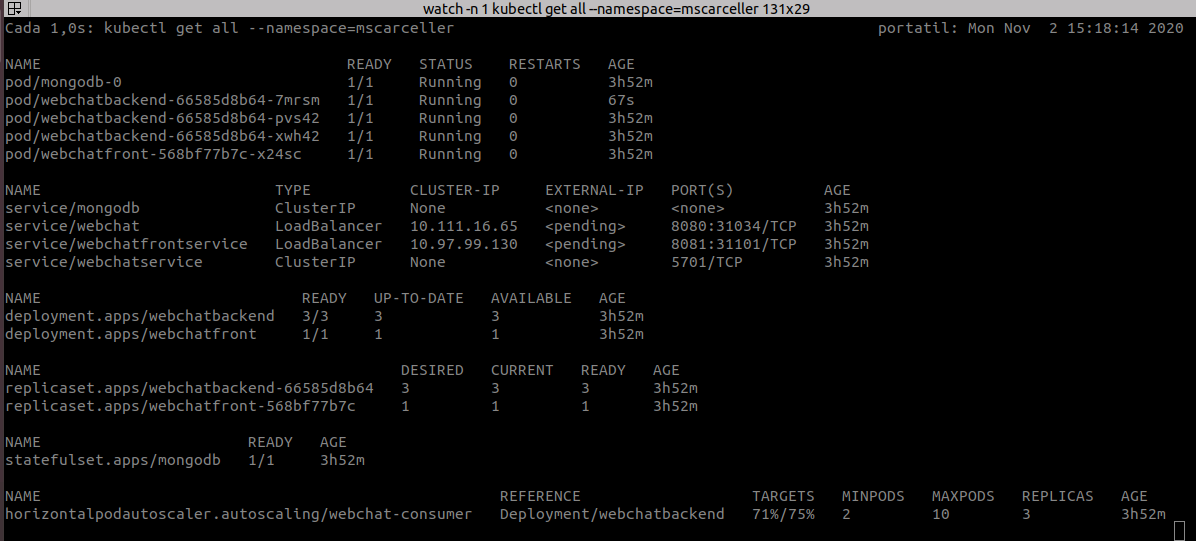 watch -n 1 kubectl get all --namespace=mscarceller 131x29
Cada 1,0s: kubectl get all --namespace=mscarceller portatil: Mon Nov  2 15:18:14 2020
NAME READY STATUS RESTARTS AGE
pod/mongodb-0 1/1 Running 0 3h52m
pod/webchatbackend-66585d8b64-7mrsm 1/1 Running 0 67s
pod/webchatbackend-66585d8b64-pvs42 1/1 Running 0 3h52m
pod/webchatbackend-66585d8b64-xwh42 1/1 Running 0 3h52m
pod/webchatfront-568bf77b7c-x24sc 1/1 Running 0 3h52m
NAME TYPE CLUSTER-IP EXTERNAL-IP PORT(S) AGE
service/mongodb ClusterIP None <none> <none> 3h52m
service/webchat LoadBalancer 10.111.16.65 <pending> 8080:31034/TCP 3h52m
service/webchatfrontservice LoadBalancer 10.97.99.130 <pending> 8081:31101/TCP 3h52m
service/webchatservice ClusterIP None <none> 5701/TCP 3h52m
NAME READY UP-TO-DATE AVAILABLE AGE
deployment.apps/webchatbackend 3/3 3 3 3h52m
deployment.apps/webchatfront 1/1 1 1 3h52m
NAME DESIRED CURRENT READY AGE
replicaset.apps/webchatbackend-66585d8b64 3 3 3 3h52m
replicaset.apps/webchatfront-568bf77b7c 1 1 1 3h52m
NAME READY AGE
statefulset.apps/mongodb 1/1 3h52m
NAME REFERENCE TARGETS MINPODS MAXPODS REPLICAS AGE
horizontalpodautoscaler.autoscaling/webchat-consumer Deployment/webchatbackend 71%/75% 2 10 3 3h52m